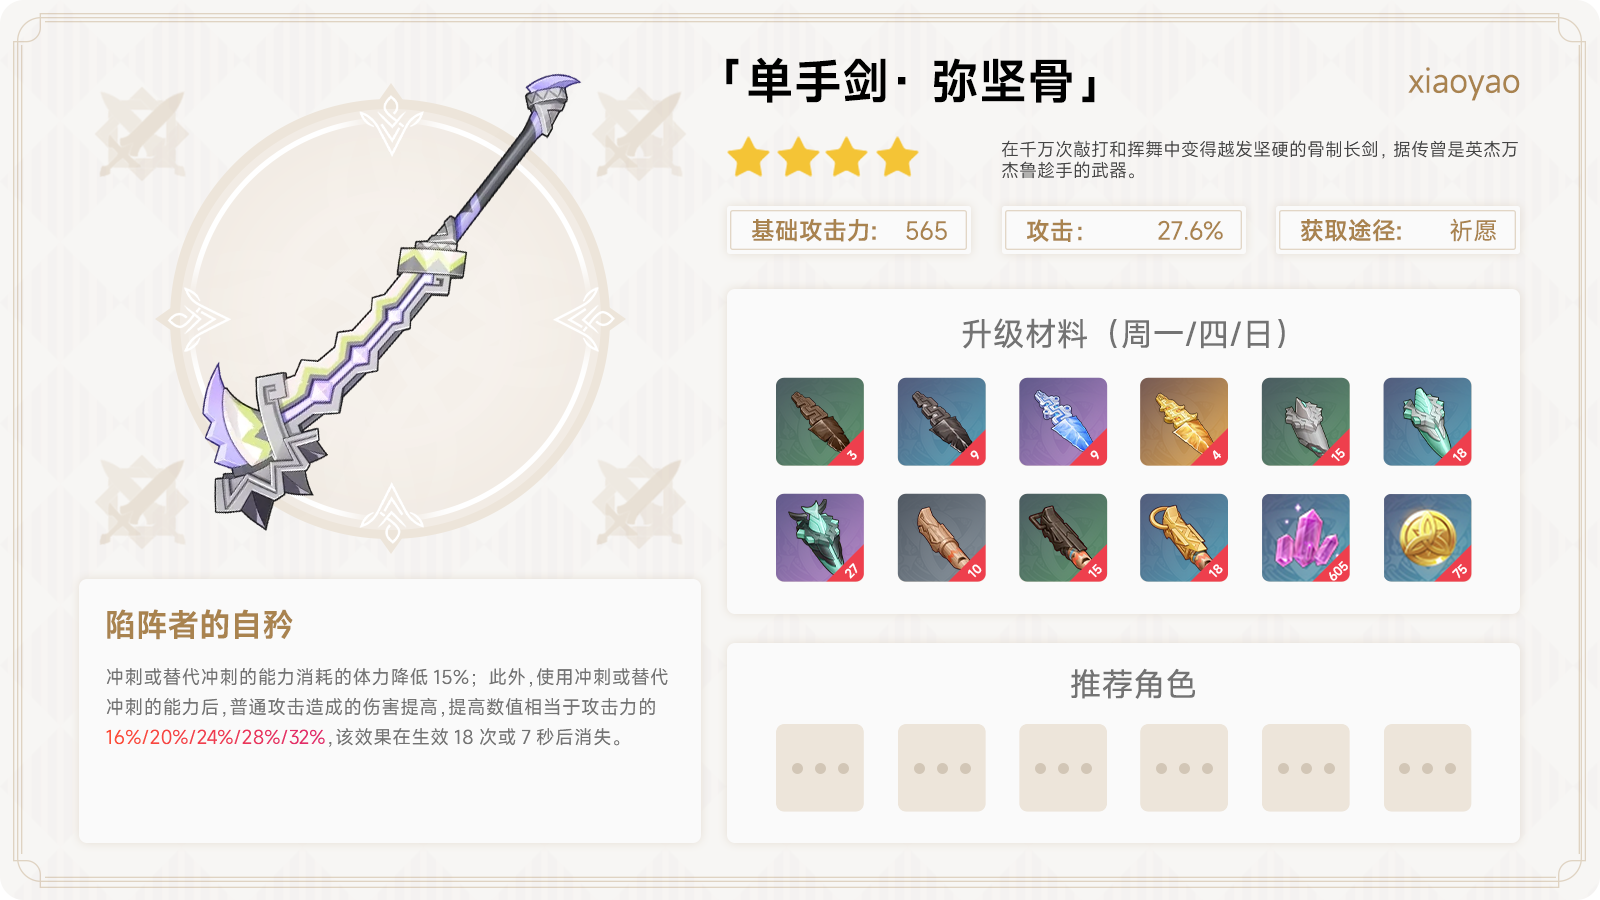 「单手剑· 弥坚骨」
xiaoyao
在千万次敲打和挥舞中变得越发坚硬的骨制长剑，据传曾是英杰万
杰鲁趁手的武器。
基础攻击力: 565
攻击: 27.6%
获取途径: 祈愿
升级材料（周一/四/日）
3 9 9 4 15 18
27 10 15 18 605 75
陷阵者的自矜
冲刺或替代冲刺的能力消耗的体力降低 15%；此外,使用冲刺或替代
冲刺的能力后,普通攻击造成的伤害提高,提高数值相当于攻击力的
16%/20%/24%/28%/32%,该效果在生效 18 次或 7 秒后消失。
推荐角色